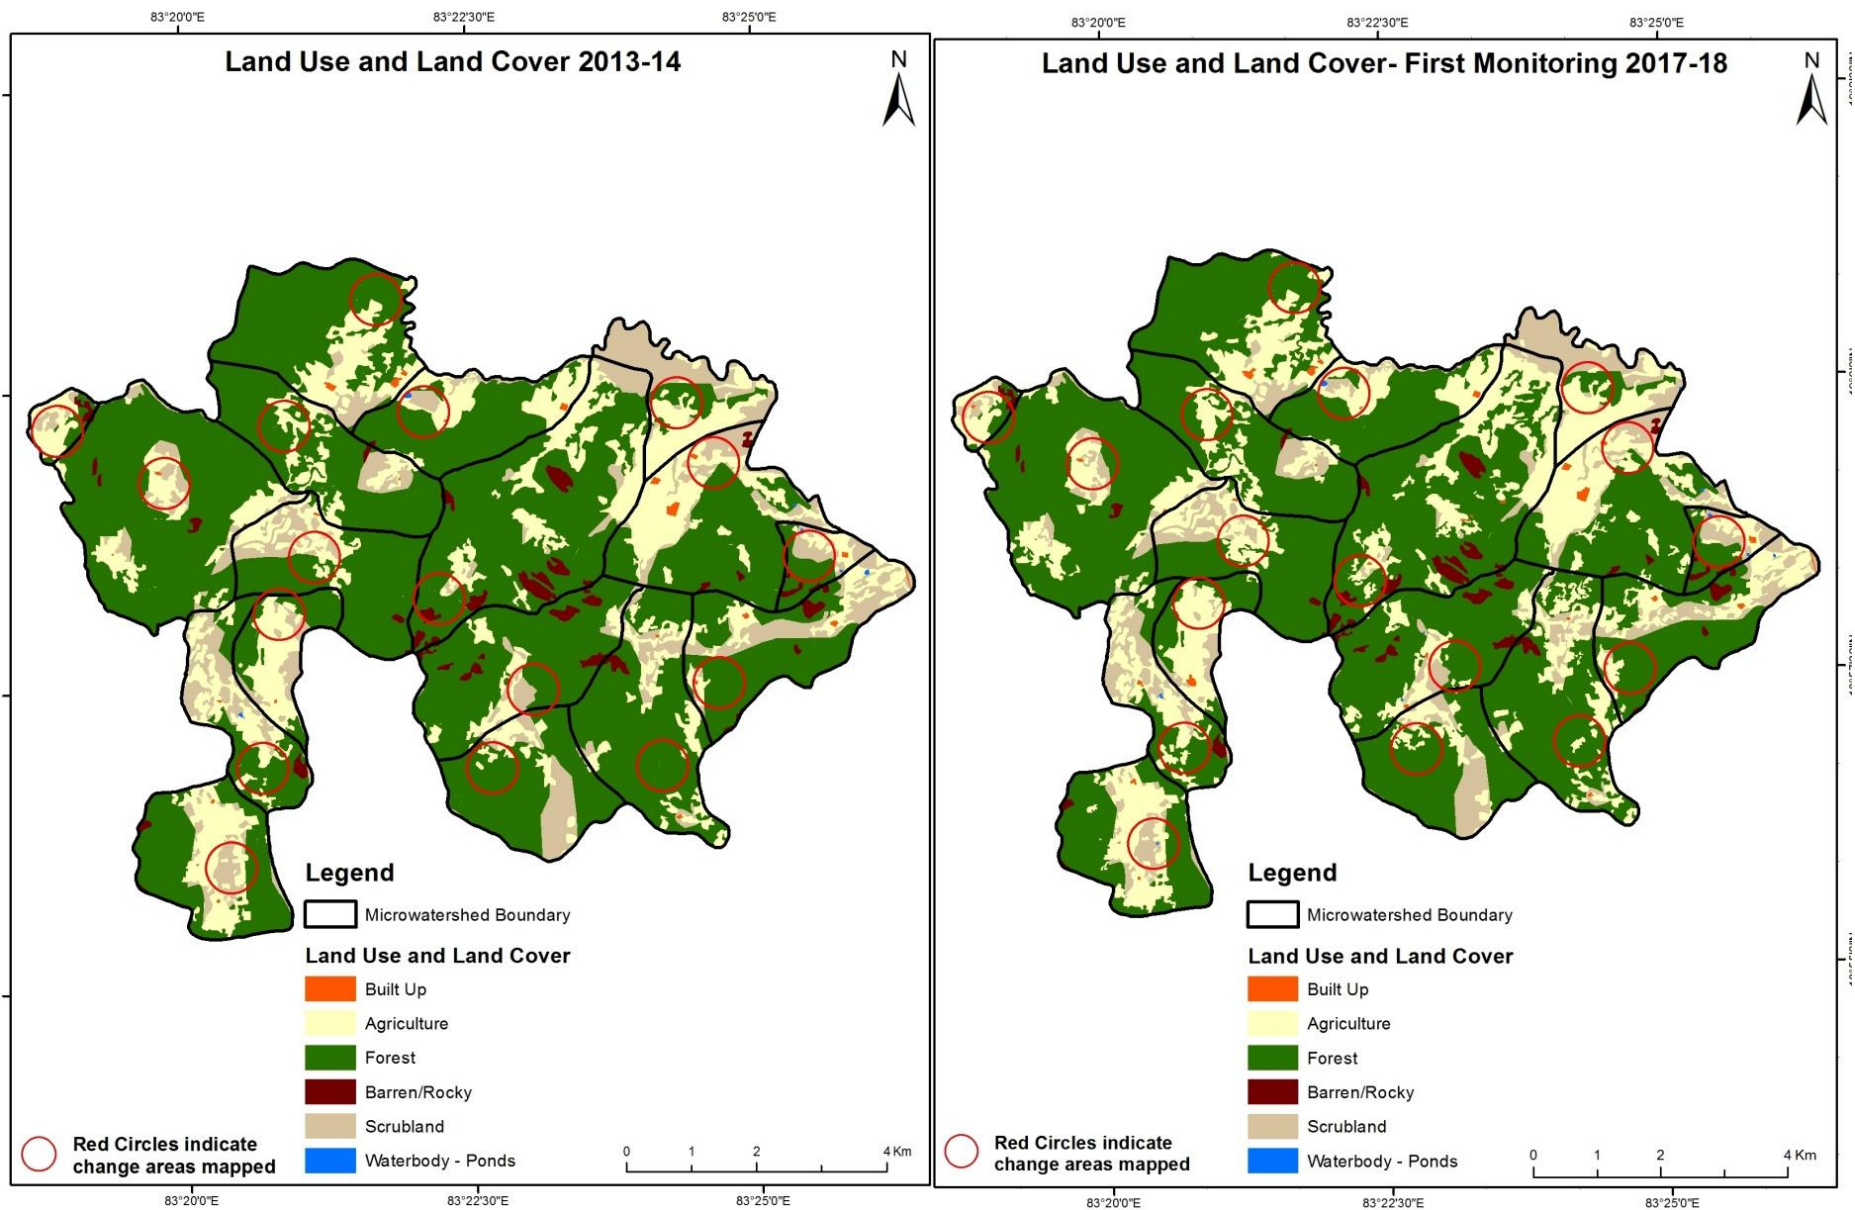 83°20'0"E
83°22'30"E
83°25'0"E
Land Use and Land Cover 2013-14
N
Legend
Microwatershed Boundary
Land Use and Land Cover
Built Up
Agriculture
Forest
Barren/Rocky
Scrubland
Waterbody - Ponds
Red Circles indicate
change areas mapped
0 1 2 4 Km
83°20'0"E
83°22'30"E
83°25'0"E
83°20'0"E
83°22'30"E
83°25'0"E
Land Use and Land Cover- First Monitoring 2017-18
N
Legend
Microwatershed Boundary
Land Use and Land Cover
Built Up
Agriculture
Forest
Barren/Rocky
Scrubland
Waterbody - Ponds
Red Circles indicate
change areas mapped
0 1 2 4 Km
83°20'0"E
83°22'30"E
83°25'0"E